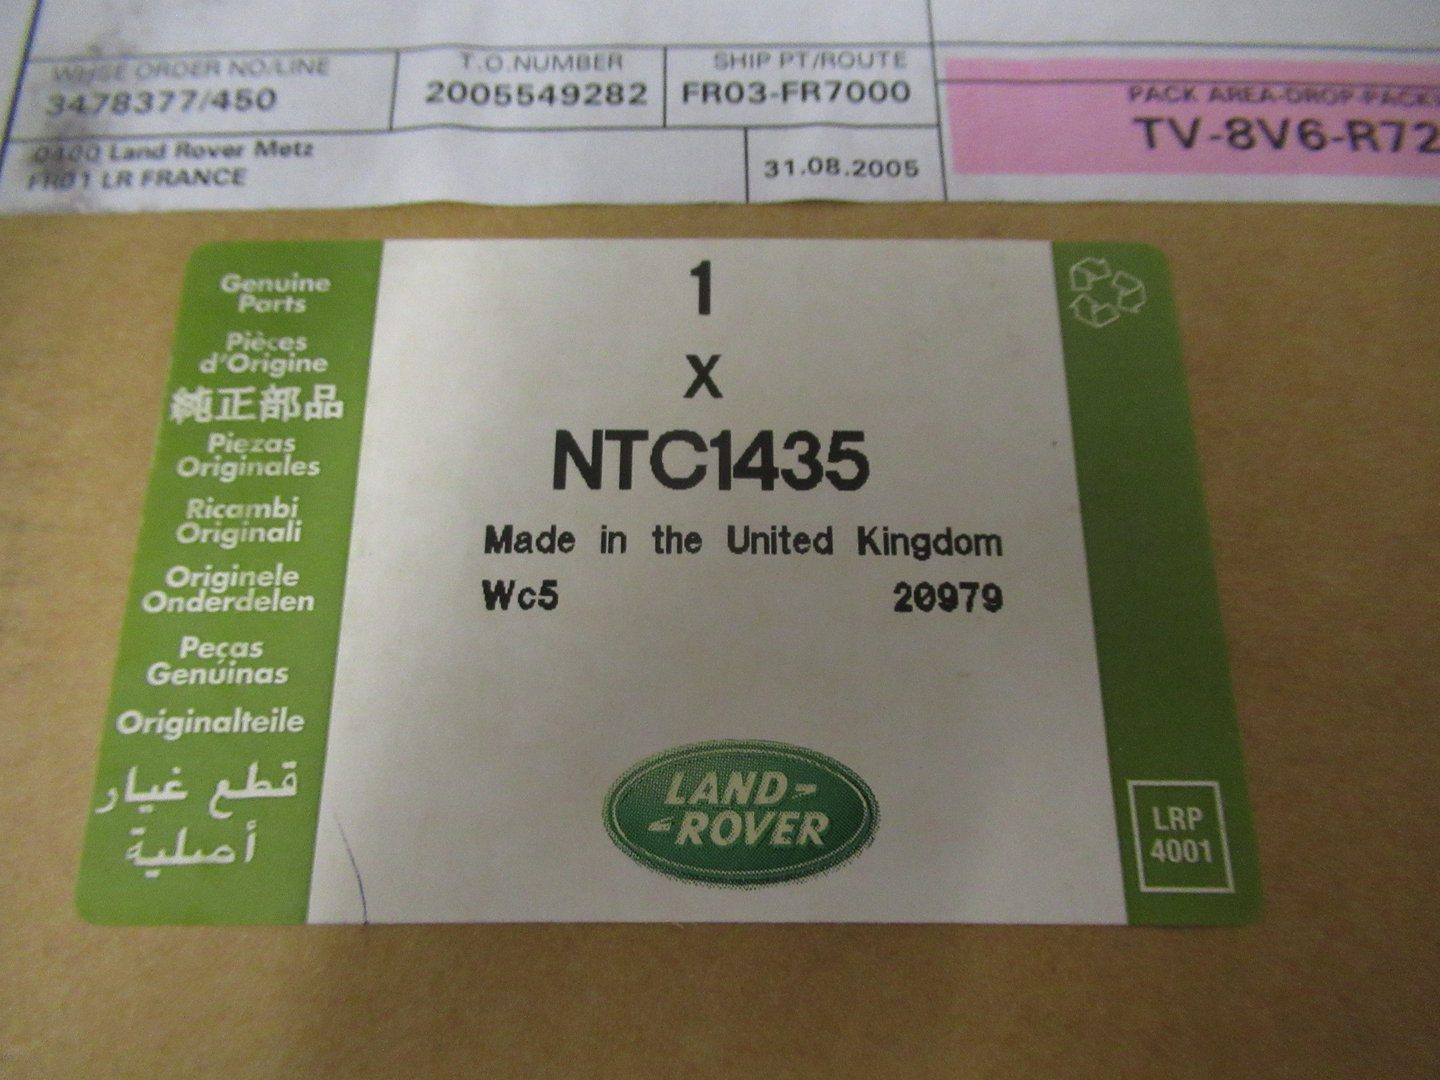 WHSE ORDER NO/LINE
3478377/450
T.O.NUMBER
2005549282
SHIP PT/ROUTE
FR03-FR7000
PACK AREA-DROP-PACK
TV-8V6-R72
0400 Land Rover Metz
FR01 LR FRANCE
31.08.2005
Genuine
Parts
Pièces
d'Origine
純正部品
Piezas
Originales
Ricambi
Originali
Originele
Onderdelen
Peças
Genuinas
Originalteile
قطع غيار
أصلية
1
X
NTC1435
Made in the United Kingdom
Wc5 20979
LAND-
-ROVER
LRP
4001